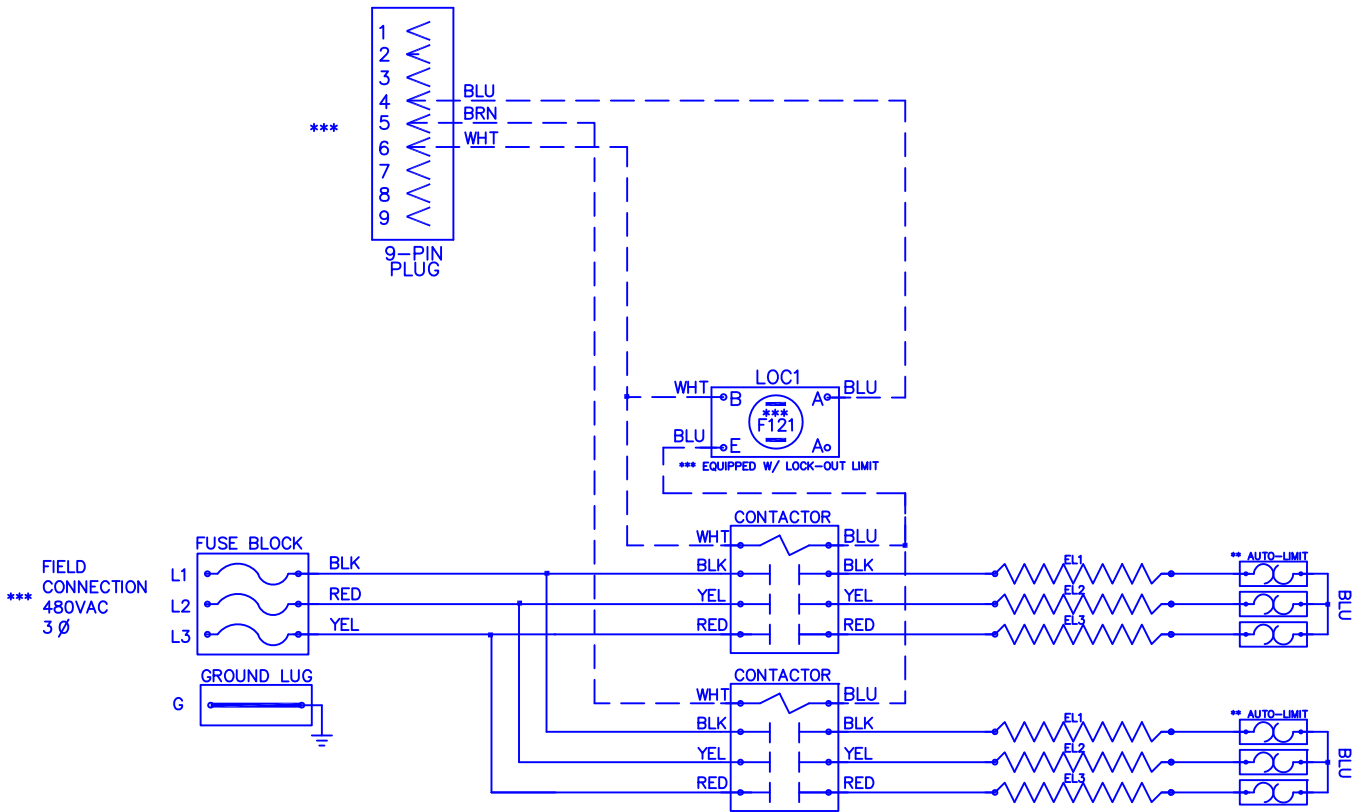 1
2
3
4
5
6
7
8
9
BLU
BRN
WHT
***
9-PIN
PLUG
LOC1
WHT
BLU
B
A
***
F121
BLU
E
A
*** EQUIPPED W/ LOCK-OUT LIMIT
CONTACTOR
WHT
BLU
FUSE BLOCK
FIELD
CONNECTION
*** 480VAC
3 Ø
L1
L2
L3
BLK
RED
YEL
BLK
YEL
RED
BLK
YEL
RED
EL1
EL2
EL3
** AUTO-LIMIT
BLU
GROUND LUG
G
CONTACTOR
WHT
BLU
BLK
YEL
RED
BLK
YEL
RED
EL1
EL2
EL3
** AUTO-LIMIT
BLU